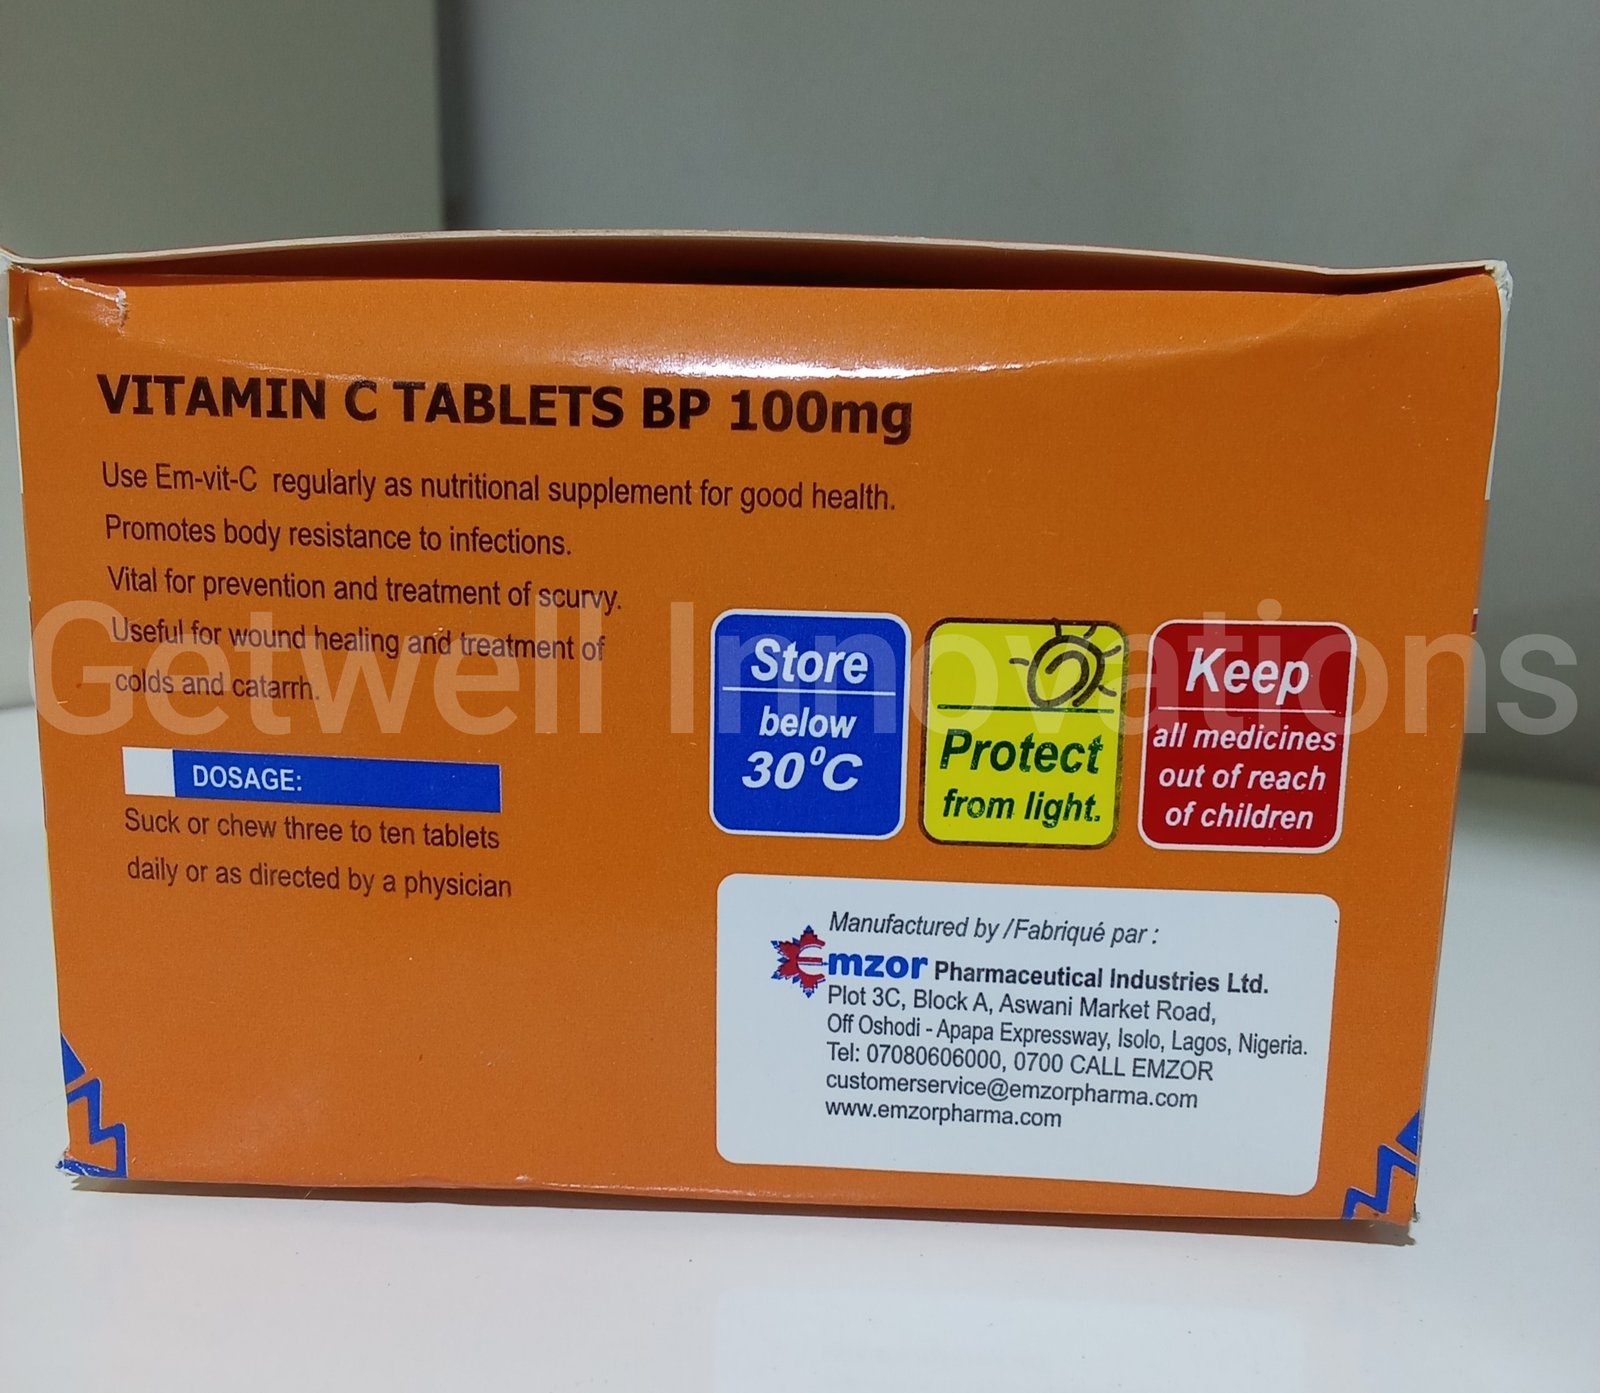 VITAMIN C TABLETS BP 100mg
Use Em-vit-C regularly as nutritional supplement for good health.
Promotes body resistance to infections.
Vital for prevention and treatment of scurvy.
Useful for wound healing and treatment of
colds and catarrh.
Getwell Innovations
DOSAGE:
Suck or chew three to ten tablets
daily or as directed by a physician
Store
below
30⁰C
Protect
from light.
Keep
all medicines
out of reach
of children
Manufactured by /Fabriqué par :
Emzor Pharmaceutical Industries Ltd.
Plot 3C, Block A, Aswani Market Road,
Off Oshodi - Apapa Expressway, Isolo, Lagos, Nigeria.
Tel: 07080606000, 0700 CALL EMZOR
customerservice@emzorpharma.com
www.emzorpharma.com